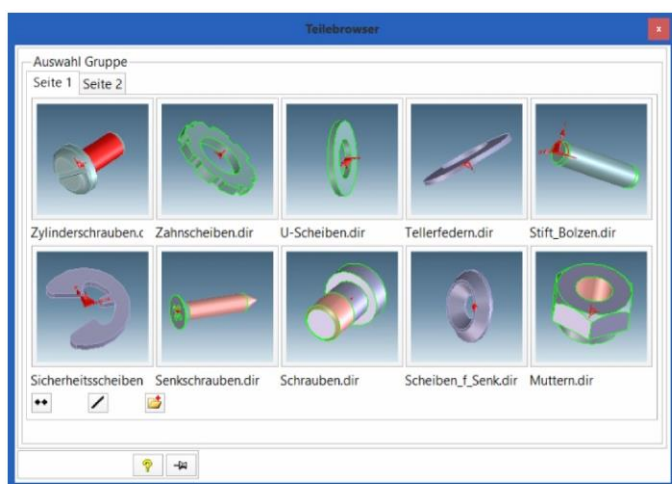 Teilebrowser
x
Auswahl Gruppe
Seite 1 Seite 2
Zylinderschrauben.c Zahnscheiben.dir U-Scheiben.dir Tellerfedern.dir Stift_Bolzen.dir
Sicherheitsscheiben Senkschrauben.dir Schrauben.dir Scheiben_f_Senk.dir Muttern.dir
?